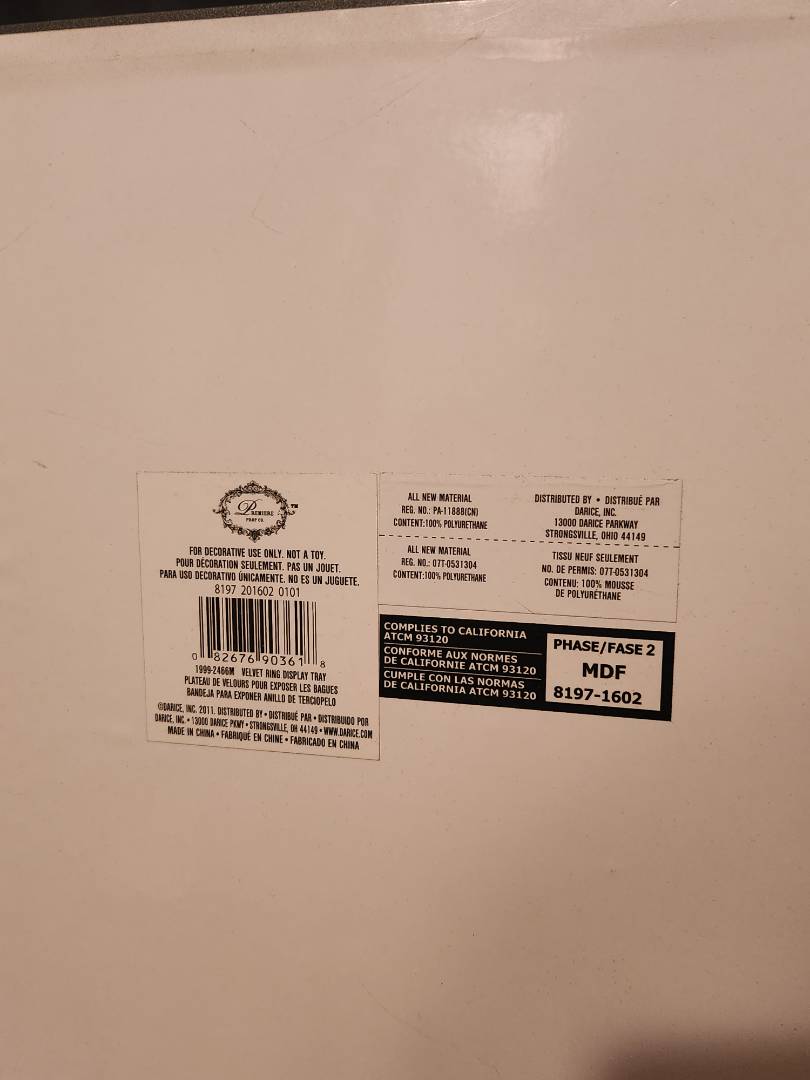 Premiere™
PROP CO.
FOR DECORATIVE USE ONLY. NOT A TOY.
POUR DÉCORATION SEULEMENT. PAS UN JOUET.
PARA USO DECORATIVO ÚNICAMENTE. NO ES UN JUGUETE.
8197 201602 0101
0 82676 90361 8
1999-2466M VELVET RING DISPLAY TRAY
PLATEAU DE VELOURS POUR EXPOSER LES BAGUES
BANDEJA PARA EXPONER ANILLO DE TERCIOPELO
©DARICE, INC. 2011. DISTRIBUTED BY • DISTRIBUÉ PAR • DISTRIBUIDO POR
DARICE, INC. • 13000 DARICE PKWY • STRONGSVILLE, OH 44149 • WWW.DARICE.COM
MADE IN CHINA • FABRIQUÉ EN CHINE • FABRICADO EN CHINA
ALL NEW MATERIAL
REG. NO.: PA-11888(CN)
CONTENT:100% POLYURETHANE
DISTRIBUTED BY • DISTRIBUÉ PAR
DARICE, INC.
13000 DARICE PARKWAY
STRONGSVILLE, OHIO 44149
ALL NEW MATERIAL
REG. NO.: 07T-0531304
CONTENT:100% POLYURETHANE
TISSU NEUF SEULEMENT
NO. DE PERMIS: 07T-0531304
CONTENU: 100% MOUSSE
DE POLYURÉTHANE
COMPLIES TO CALIFORNIA
ATCM 93120
CONFORME AUX NORMES
DE CALIFORNIE ATCM 93120
CUMPLE CON LAS NORMAS
DE CALIFORNIA ATCM 93120
PHASE/FASE 2
MDF
8197-1602